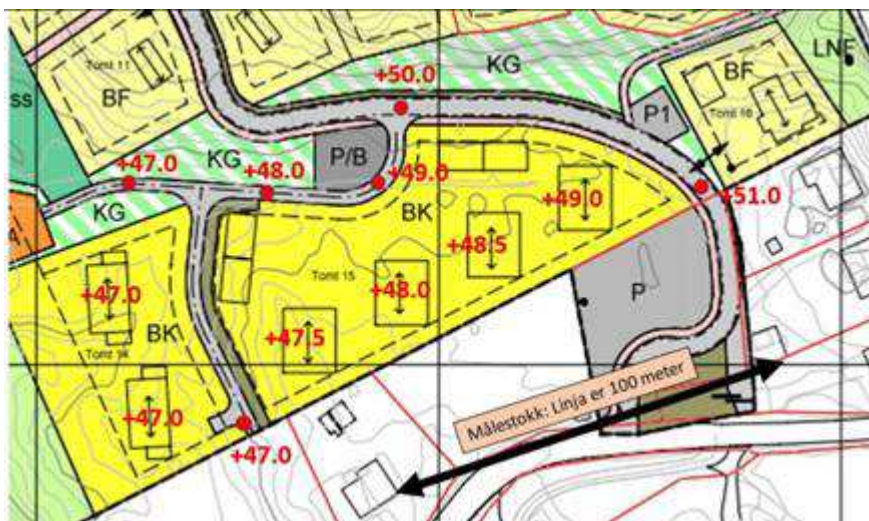 LNF
KG
BF
Tomt 11
BF
+50.0
P1
Tomt 16
KG
P/B
+47.0
+48.0
+49.0
+51.0
KG
BK
+49.0
+48.5
Tomt 15
P
+47.0
+48.0
BK
+47.5
Tomt 14
Målestokk: Linja er 100 meter
+47.0
+47.0